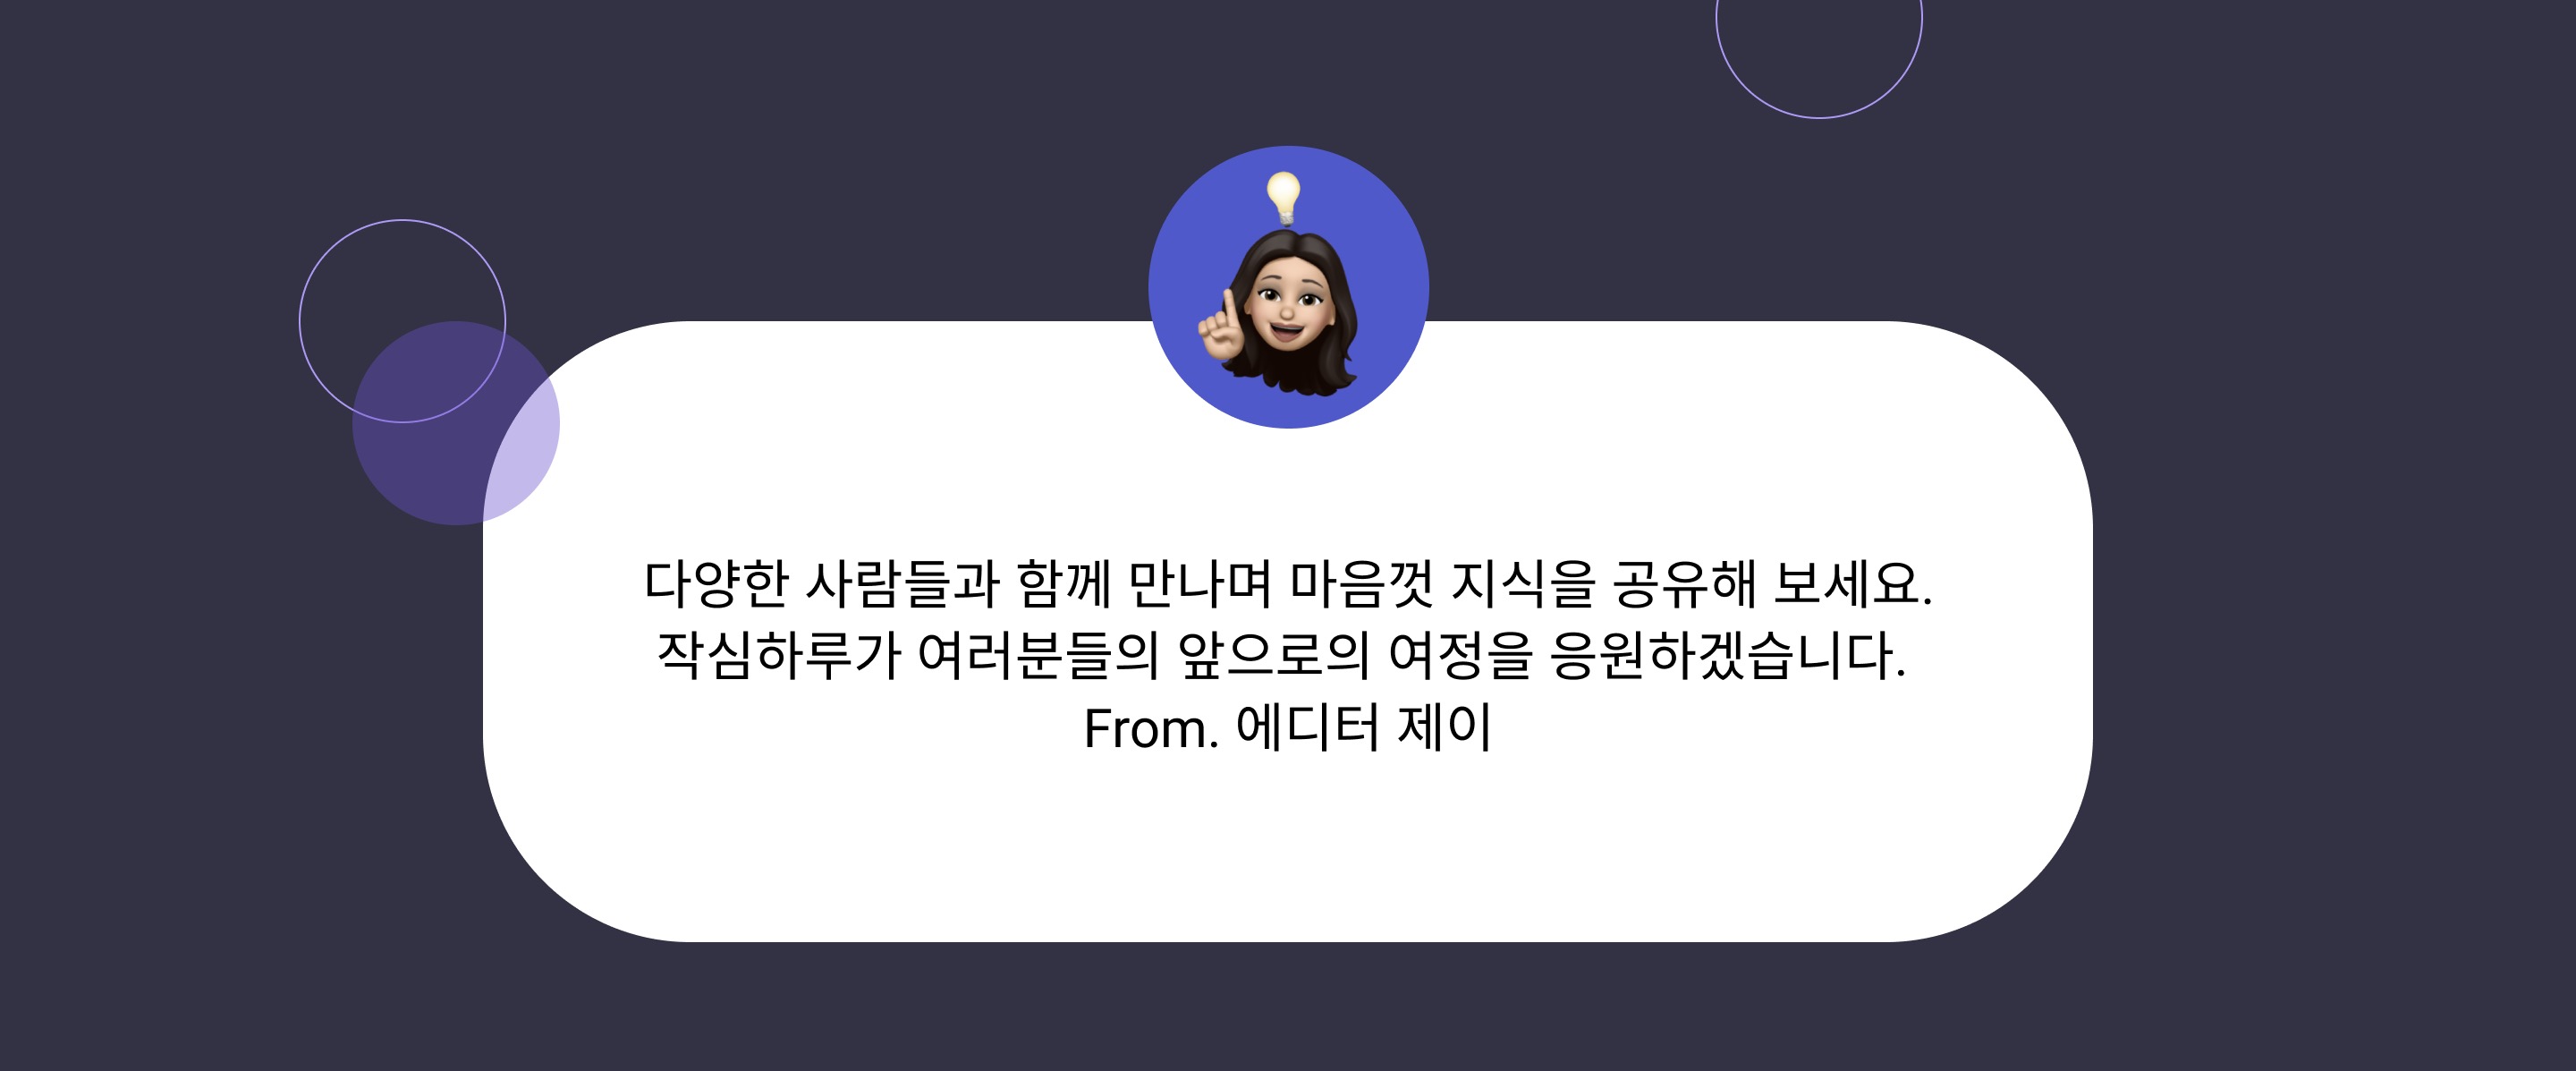 다양한 사람들과 함께 만나며 마음껏 지식을 공유해 보세요.
작심하루가 여러분들의 앞으로의 여정을 응원하겠습니다.
From. 에디터 제이